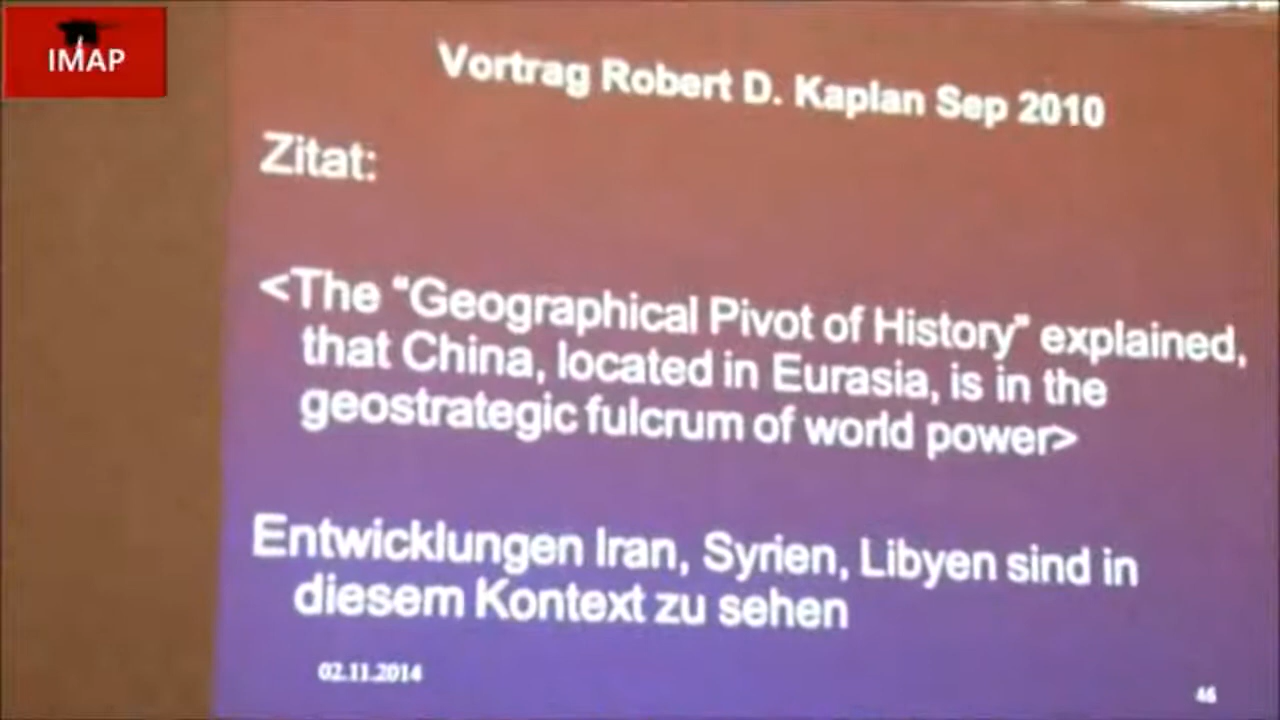 IMAP
Vortrag Robert D. Kaplan Sep 2010
Zitat:
<The "Geographical Pivot of History" explained,
that China, located in Eurasia, is in the
geostrategic fulcrum of world power>
Entwicklungen Iran, Syrien, Libyen sind in
diesem Kontext zu sehen
02.11.2014
46